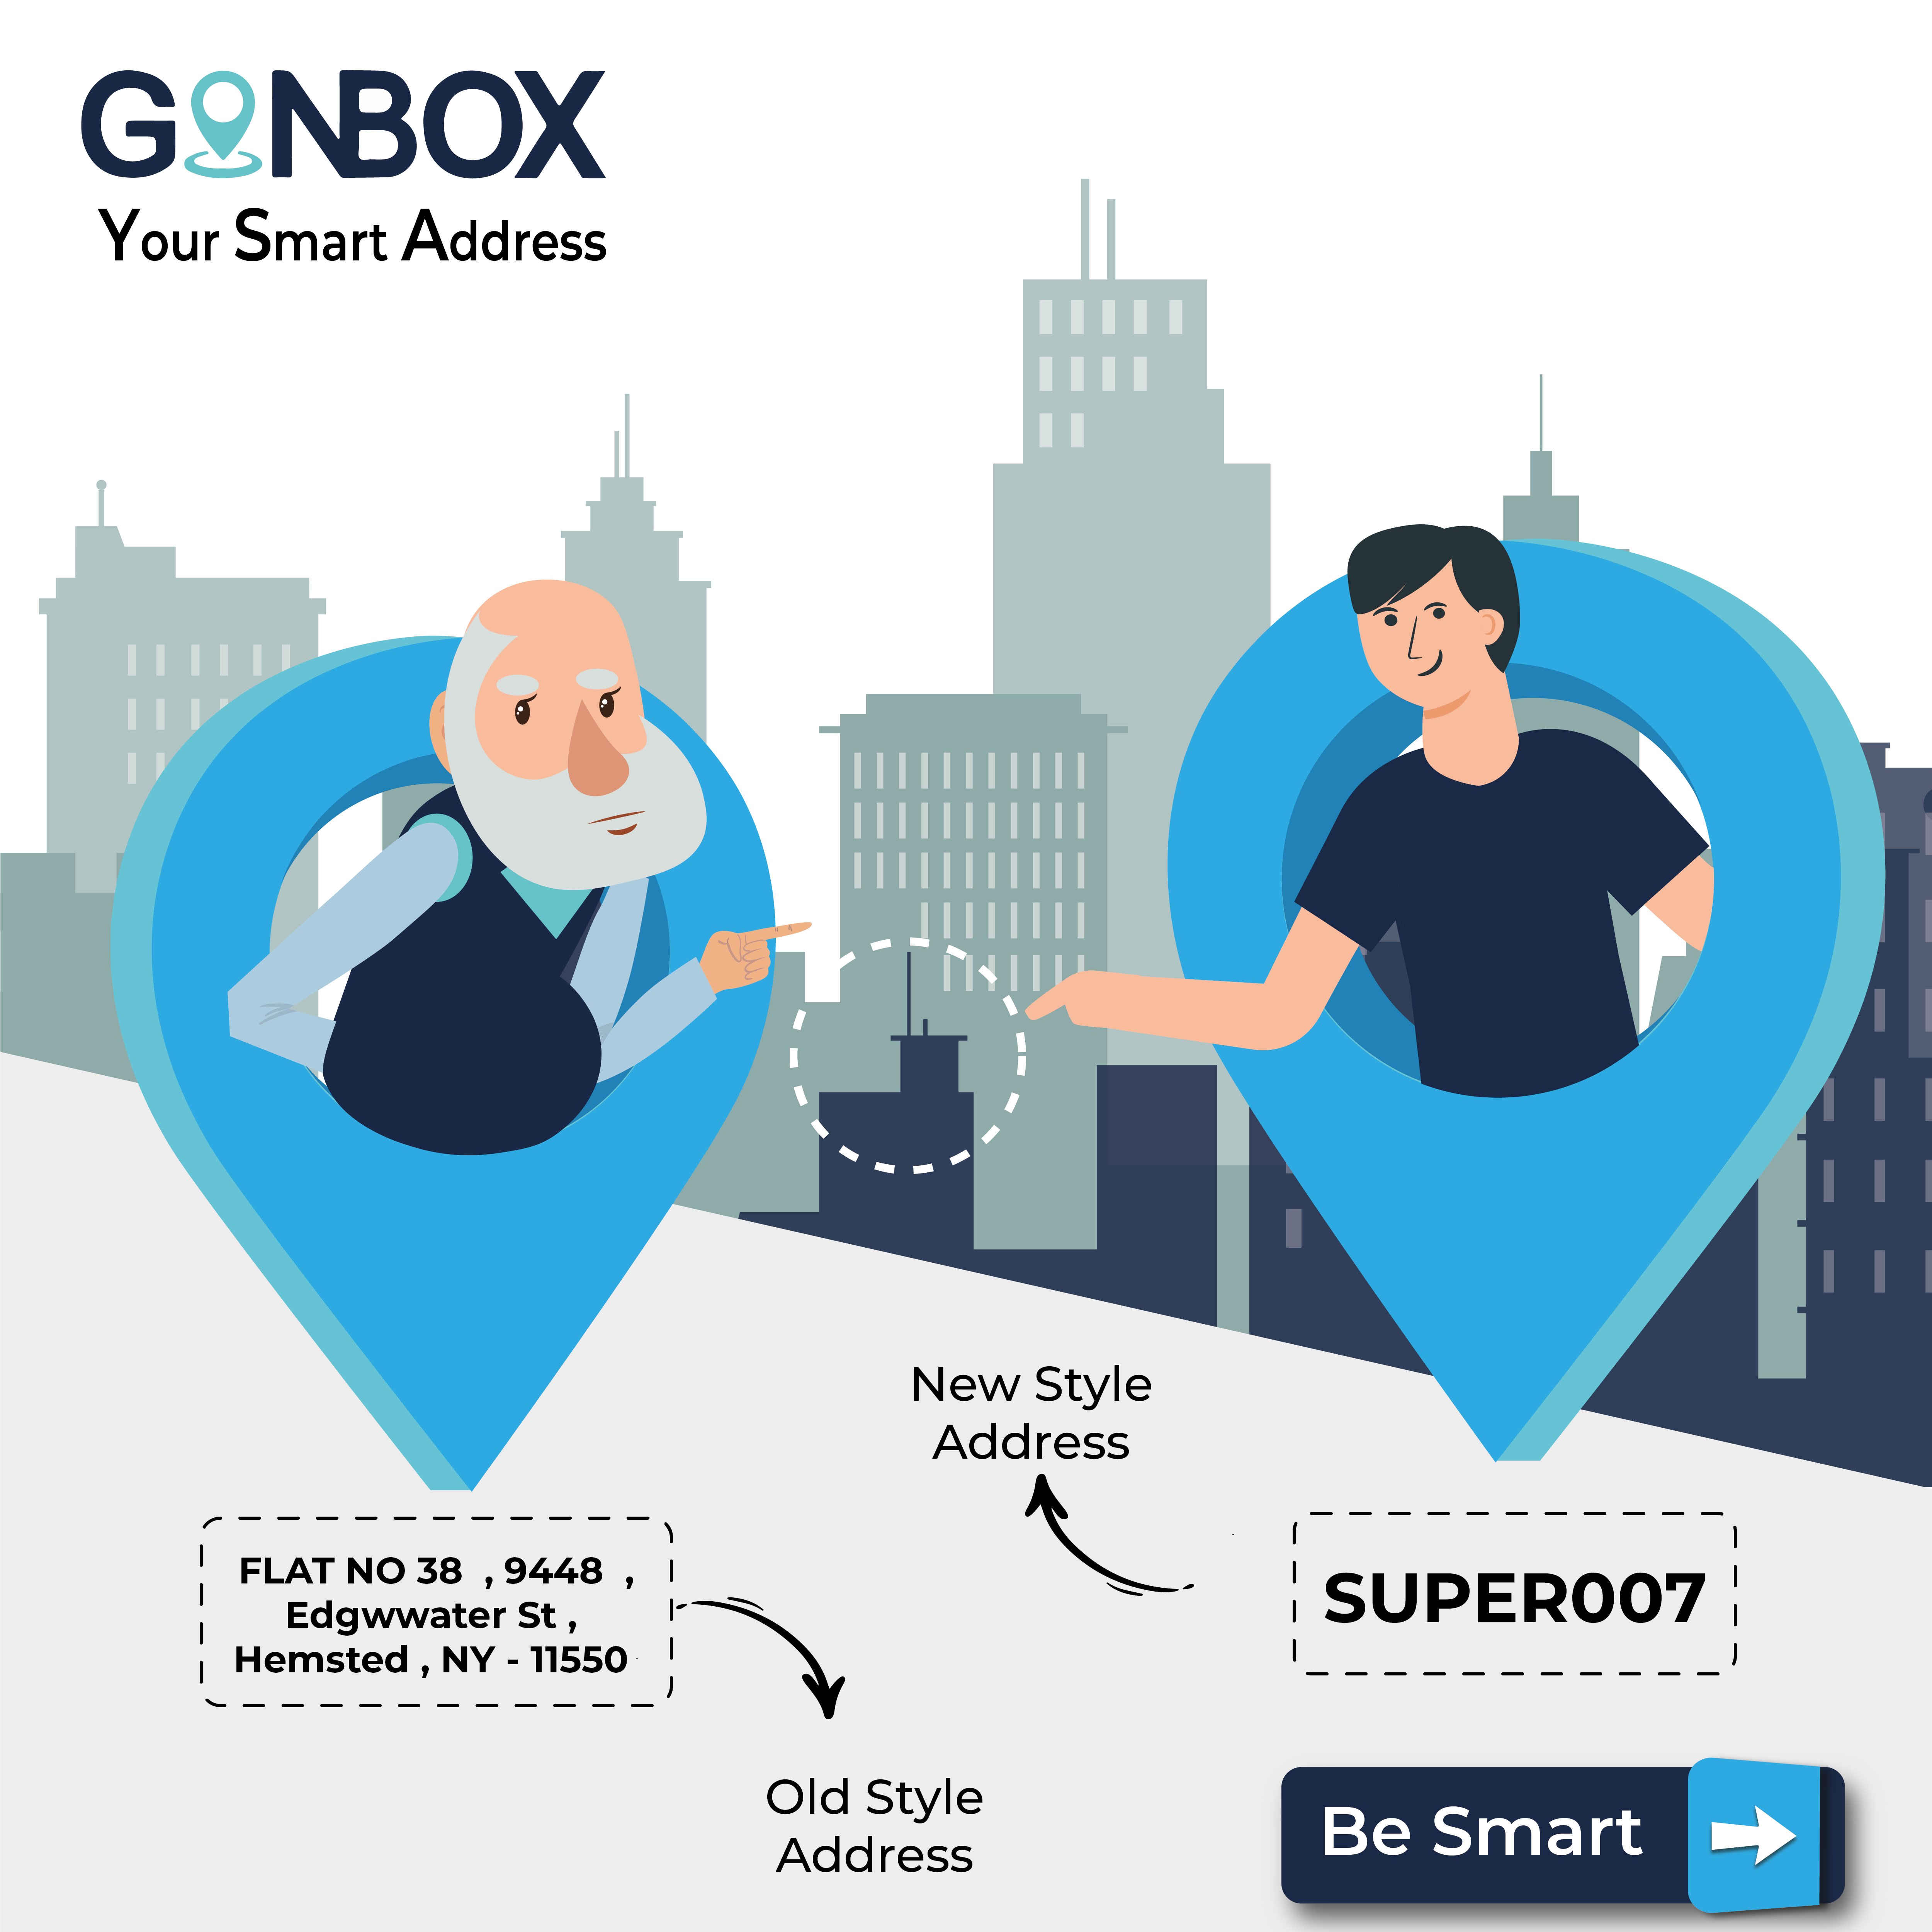 GONBOX
Your Smart Address
New Style
Address
FLAT NO 38 , 9448 ,
Edgwwater St ,
Hemsted , NY - 11550
SUPER007
Old Style
Address
Be Smart